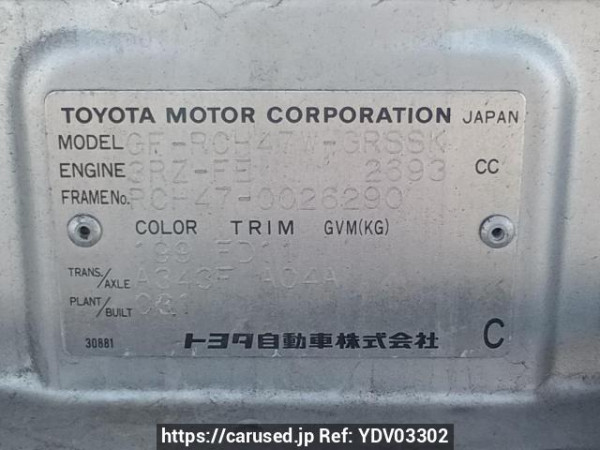 TOYOTA MOTOR CORPORATION JAPAN
MODEL GF-RCH47W-GRSSK
ENGINE 3RZ-FE 2693 CC
FRAME No. RCH47-0026290
COLOR TRIM GVM(KG)
199 FD11
TRANS./AXLE A343F A04A
PLANT/BUILT
30881 トヨタ自動車株式会社 C
https://carused.jp Ref: YDV03302